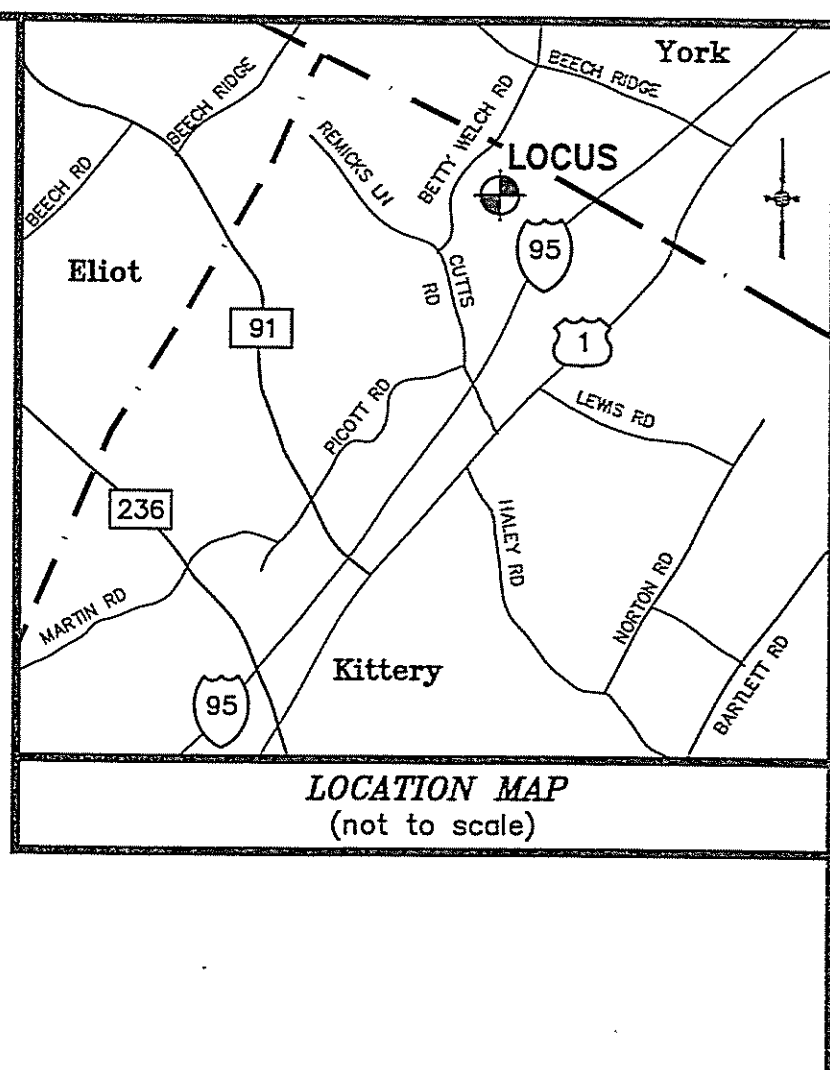 York
BEECH RIDGE
BEECH RIDGE
BETTY WELCH RD
REMICKS LN
LOCUS
BEECH RD
Eliot
CUTTS
RD
95
91
1
PICOTT RD
LEWIS RD
236
HALEY RD
MARTIN RD
NORTON RD
Kittery
BARTLETT RD
95
LOCATION MAP
(not to scale)